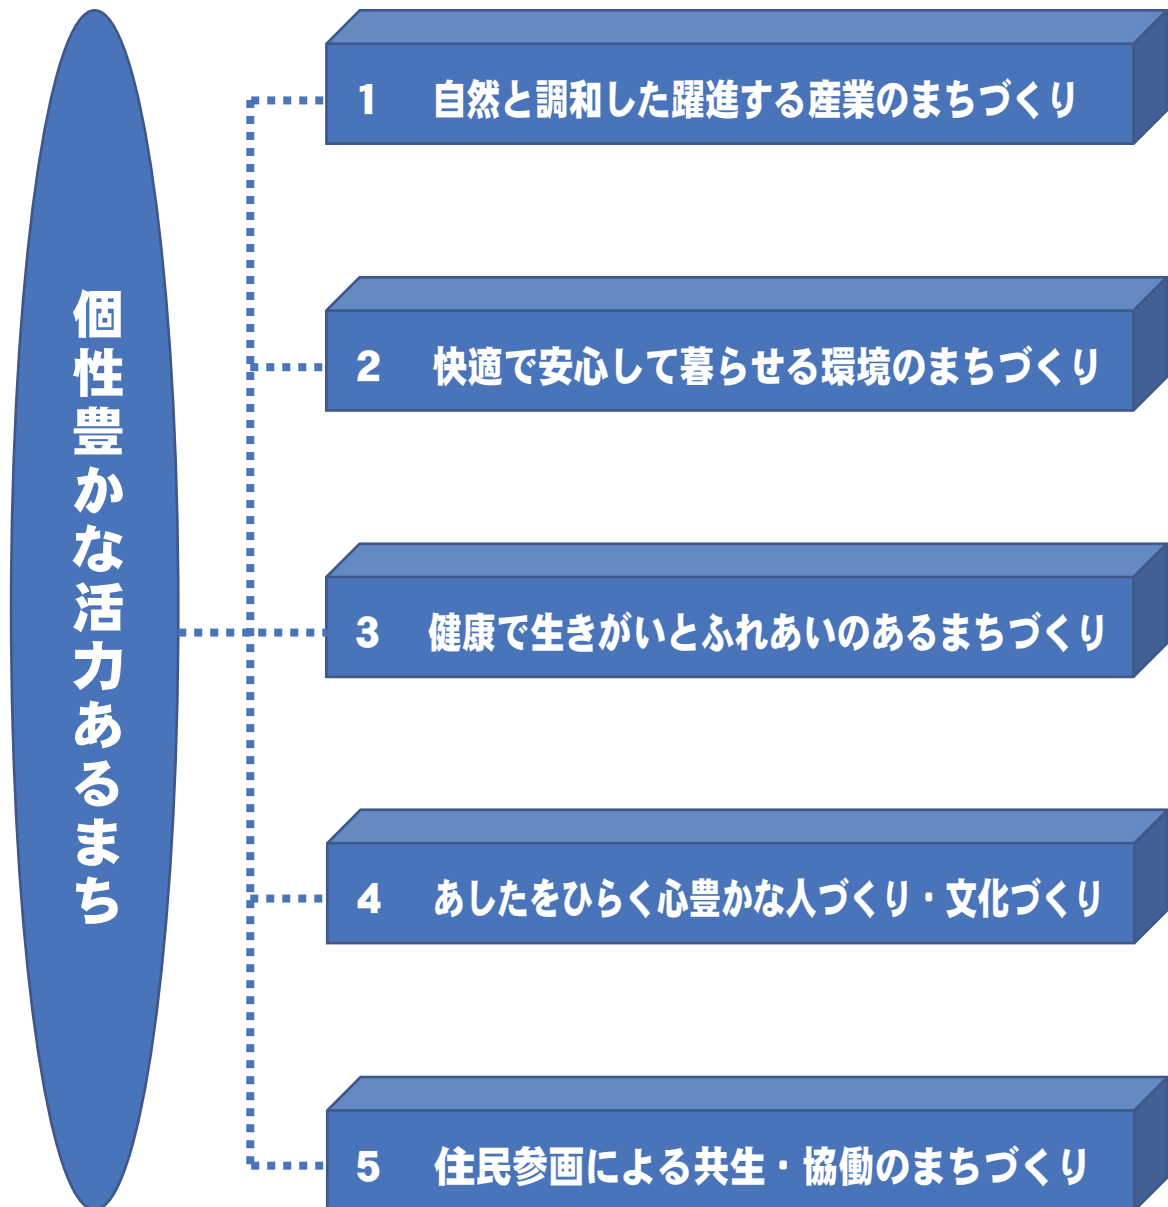 個性豊かな活力あるまち
1 自然と調和した躍進する産業のまちづくり
2 快適で安心して暮らせる環境のまちづくり
3 健康で生きがいとふれあいのあるまちづくり
4 あしたをひらく心豊かな人づくり・文化づくり
5 住民参画による共生・協働のまちづくり